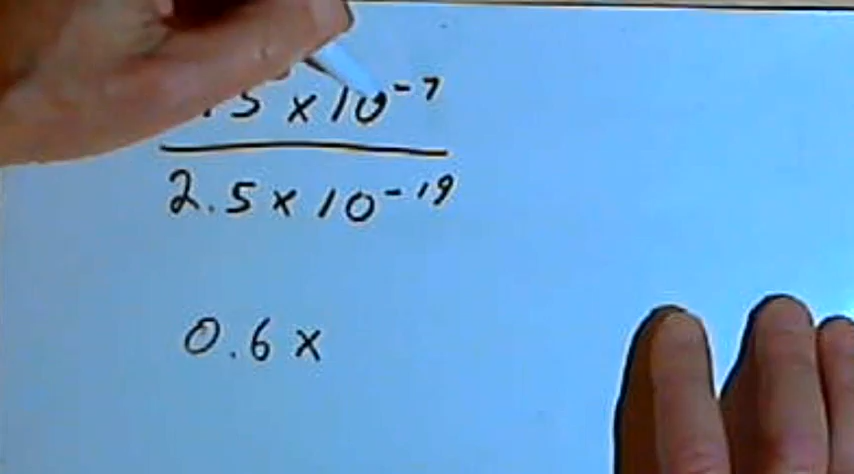 .5 × 10⁻⁷
2.5 × 10⁻¹⁹
0.6 ×